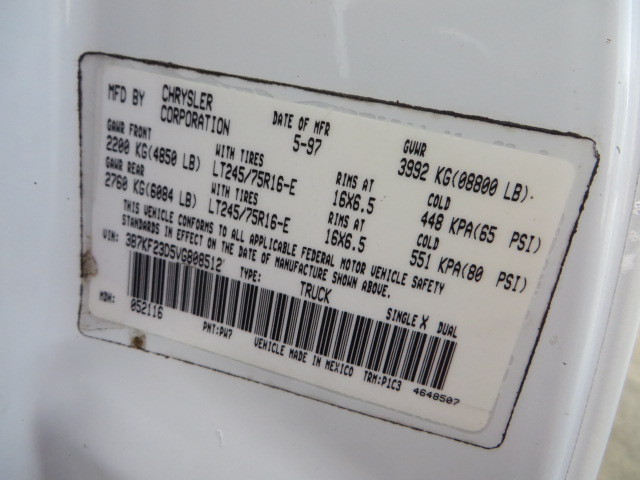 MFD BY CHRYSLER CORPORATION DATE OF MFR 5-97 GVWR 3992 KG(08800 LB)
GAWR FRONT WITH TIRES RIMS AT COLD
2200 KG(4850 LB) LT245/75R16-E 16X6.5 448 KPA(65 PSI)
GAWR REAR WITH TIRES RIMS AT COLD
2760 KG(6084 LB) LT245/75R16-E 16X6.5 551 KPA(80 PSI)
THIS VEHICLE CONFORMS TO ALL APPLICABLE FEDERAL MOTOR VEHICLE SAFETY
STANDARDS IN EFFECT ON THE DATE OF MANUFACTURE SHOWN ABOVE.
VIN: 3B7KF23D5VG808512 TYPE: TRUCK SINGLE X DUAL
MDH: 052116 PNT:PW7 VEHICLE MADE IN MEXICO TRM:P1C3 4648507